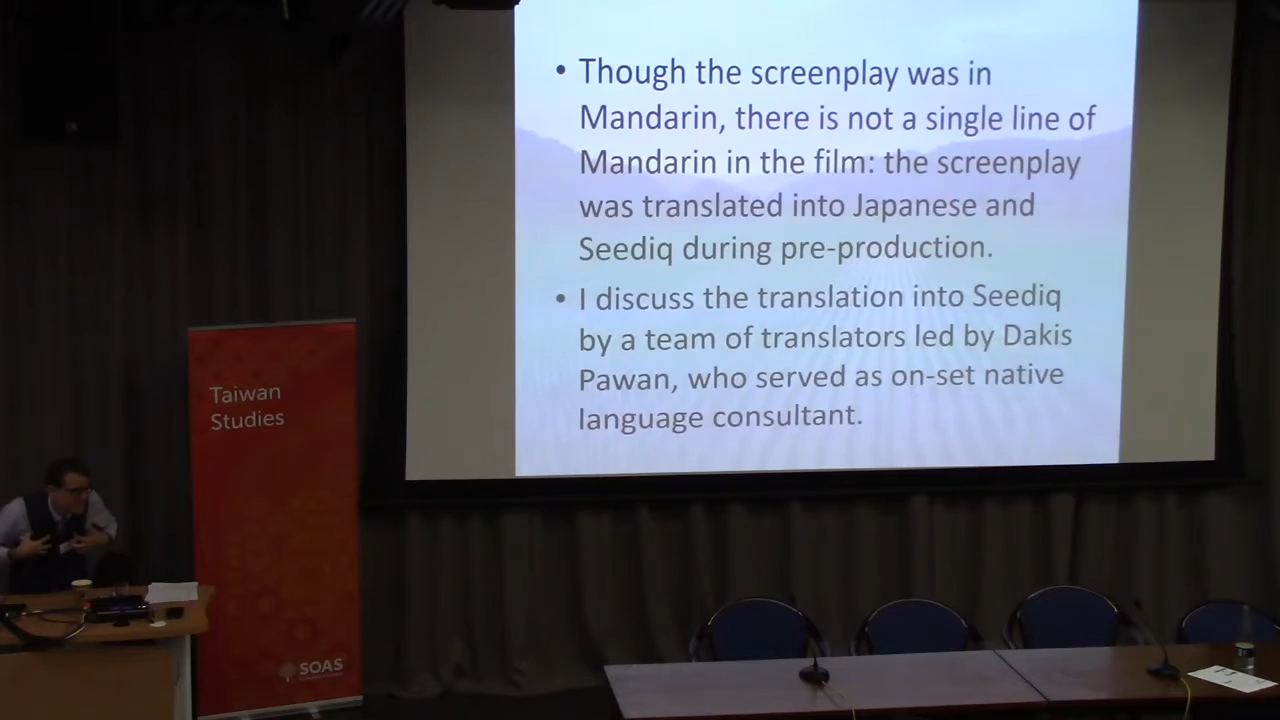 • Though the screenplay was in
Mandarin, there is not a single line of
Mandarin in the film: the screenplay
was translated into Japanese and
Seediq during pre-production.
• I discuss the translation into Seediq
by a team of translators led by Dakis
Pawan, who served as on-set native
language consultant.
Taiwan
Studies
SOAS